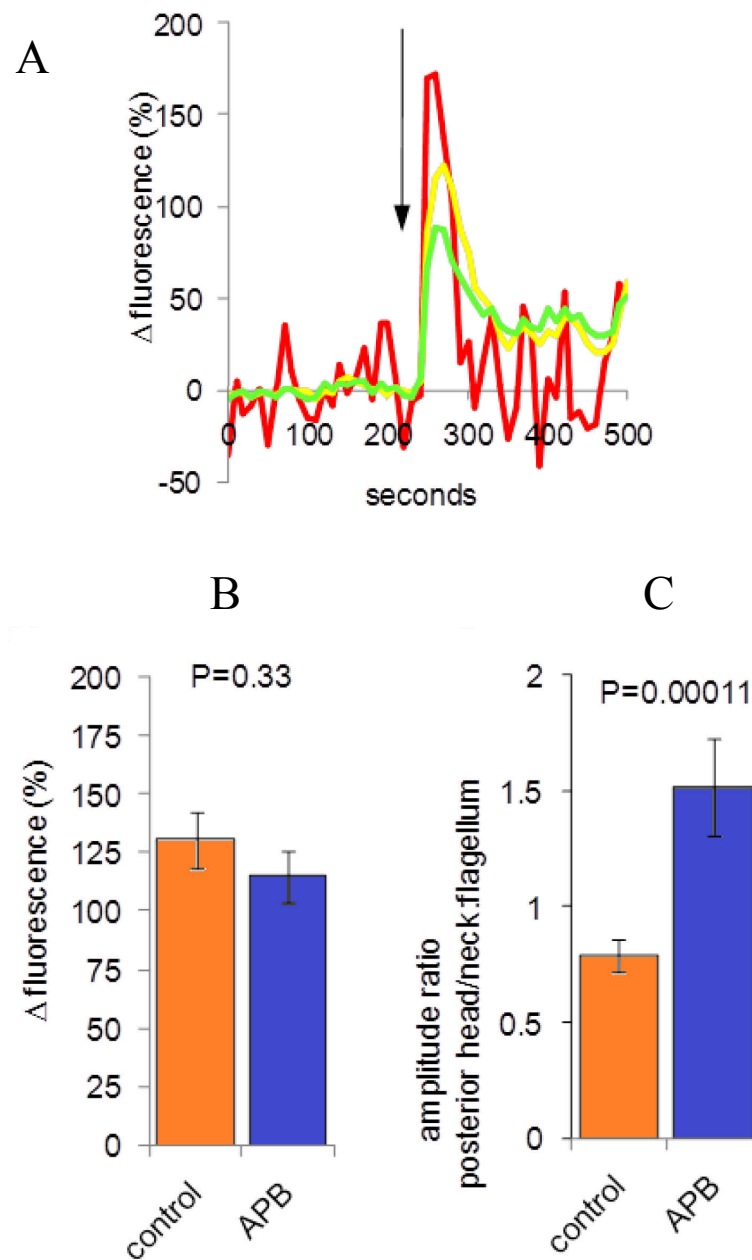 A
Δ fluorescence (%)
200
150
100
50
0
-50
0 100 200 300 400 500
seconds
B
P=0.33
Δ fluorescence (%)
200
175
150
125
100
75
50
25
0
control
APB
C
P=0.00011
amplitude ratio
posterior head/neck:flagellum
2
1.5
1
0.5
0
control
APB